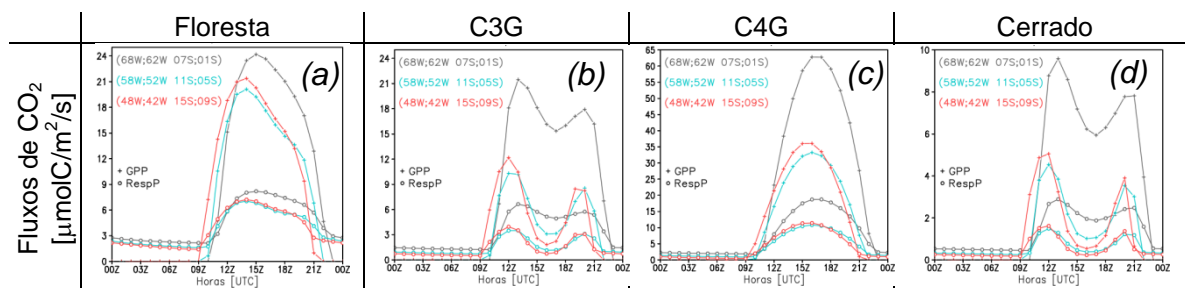 Floresta C3G C4G Cerrado
Fluxos de CO₂
[µmolC/m²/s]
(a)
(68W;62W 07S;01S)
(58W;52W 11S;05S)
(48W;42W 15S;09S)
+ GPP
o RespP
24
21
18
15
12
9
6
3
0
00Z 03Z 06Z 09Z 12Z 15Z 18Z 21Z 00Z
Horas [UTC]
(b)
(68W;62W 07S;01S)
(58W;52W 11S;05S)
(48W;42W 15S;09S)
+ GPP
o RespP
24
21
18
15
12
9
6
3
0
00Z 03Z 06Z 09Z 12Z 15Z 18Z 21Z 00Z
Horas [UTC]
(c)
(68W;62W 07S;01S)
(58W;52W 11S;05S)
(48W;42W 15S;09S)
+ GPP
o RespP
65
60
55
50
45
40
35
30
25
20
15
10
5
0
00Z 03Z 06Z 09Z 12Z 15Z 18Z 21Z 00Z
Horas [UTC]
(d)
(68W;62W 07S;01S)
(58W;52W 11S;05S)
(48W;42W 15S;09S)
+ GPP
o RespP
10
8
6
4
2
0
00Z 03Z 06Z 09Z 12Z 15Z 18Z 21Z 00Z
Horas [UTC]